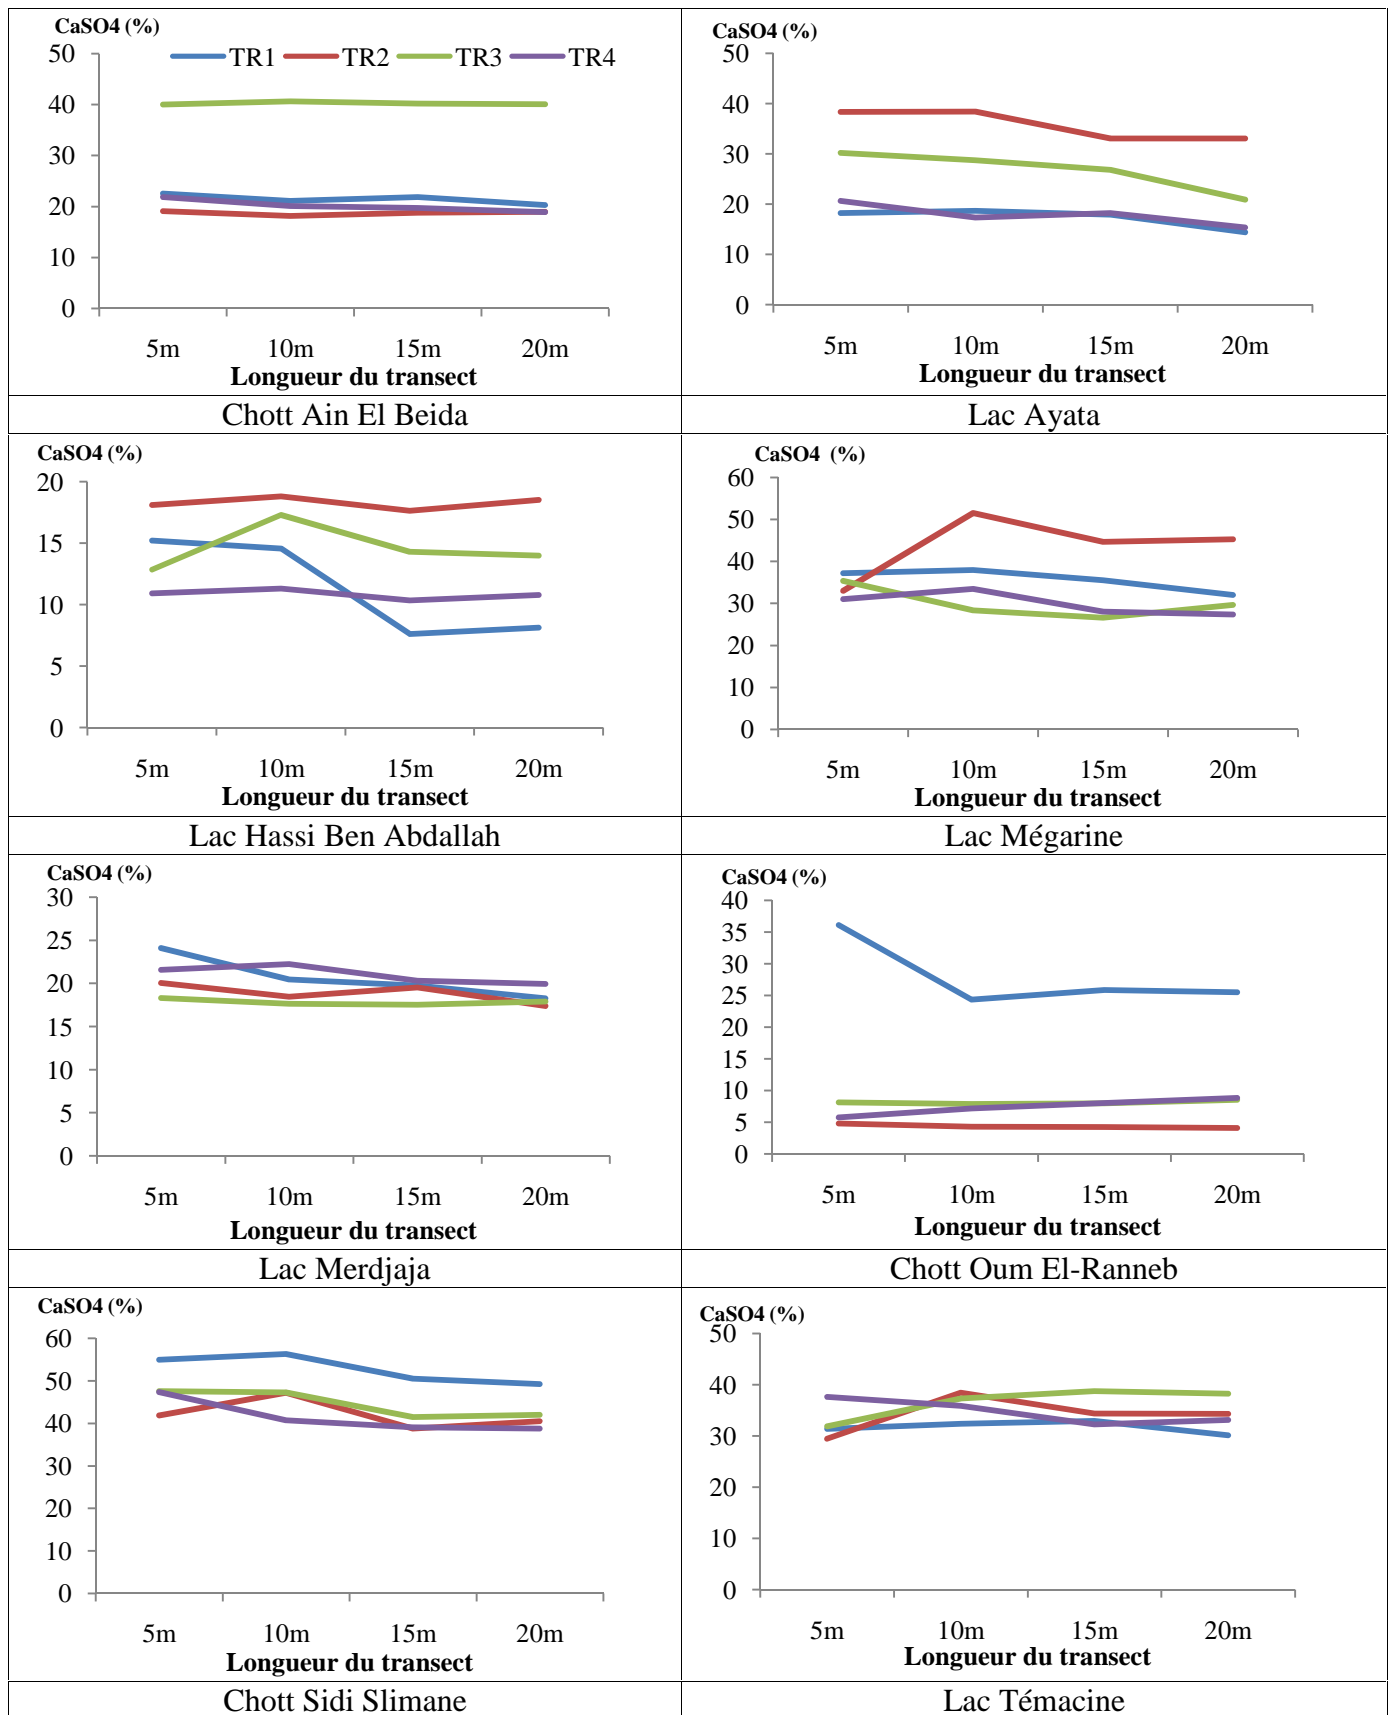 CaSO4 (%)
50
TR1 TR2 TR3 TR4
40
30
20
10
0
5m 10m 15m 20m
Longueur du transect
Chott Ain El Beida
CaSO4 (%)
50
40
30
20
10
0
5m 10m 15m 20m
Longueur du transect
Lac Ayata
CaSO4 (%)
20
15
10
5
0
5m 10m 15m 20m
Longueur du transect
Lac Hassi Ben Abdallah
CaSO4 (%)
60
50
40
30
20
10
0
5m 10m 15m 20m
Longueur du transect
Lac Mégarine
CaSO4 (%)
30
25
20
15
10
5
0
5m 10m 15m 20m
Longueur du transect
Lac Merdjaja
CaSO4 (%)
40
35
30
25
20
15
10
5
0
5m 10m 15m 20m
Longueur du transect
Chott Oum El-Ranneb
CaSO4 (%)
60
50
40
30
20
10
0
5m 10m 15m 20m
Longueur du transect
Chott Sidi Slimane
CaSO4 (%)
50
40
30
20
10
0
5m 10m 15m 20m
Longueur du transect
Lac Témacine